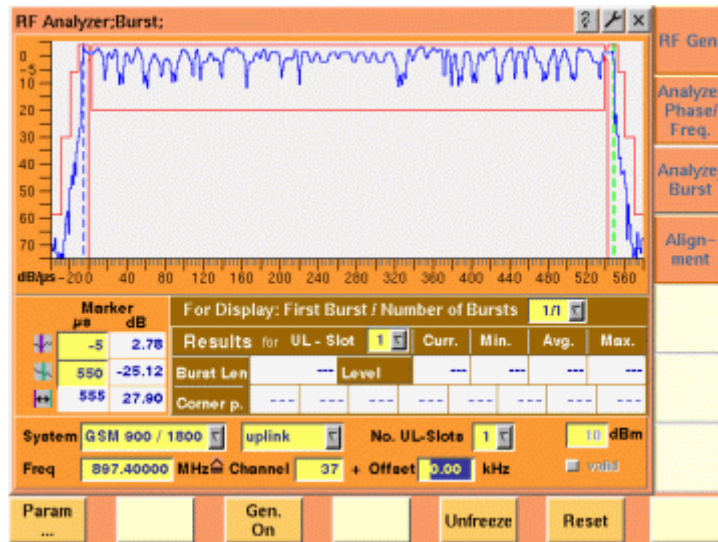 RF Analyzer;Burst;
? ×
RF Gen
Analyze
Phase/
Freq.
Analyze
Burst
Align-
ment
0
-5
10
20
30
40
50
60
70
dB/µs -20 0 40 80 120 160 200 240 280 320 360 400 440 480 520 560
Marker
µs dB
-5 2.78
550 -25.12
555 27.90
For Display: First Burst / Number of Bursts 1/1
Results for UL - Slot 1 Curr. Min. Avg. Max.
Burst Len --- Level --- --- --- ---
Corner p. --- --- --- --- --- --- --- ---
System GSM 900 / 1800 uplink No. UL-Slots 1 10 dBm
Freq 897.40000 MHz≙ Channel 37 + Offset 0.00 kHz valid
Param
...
Gen.
On
Unfreeze
Reset